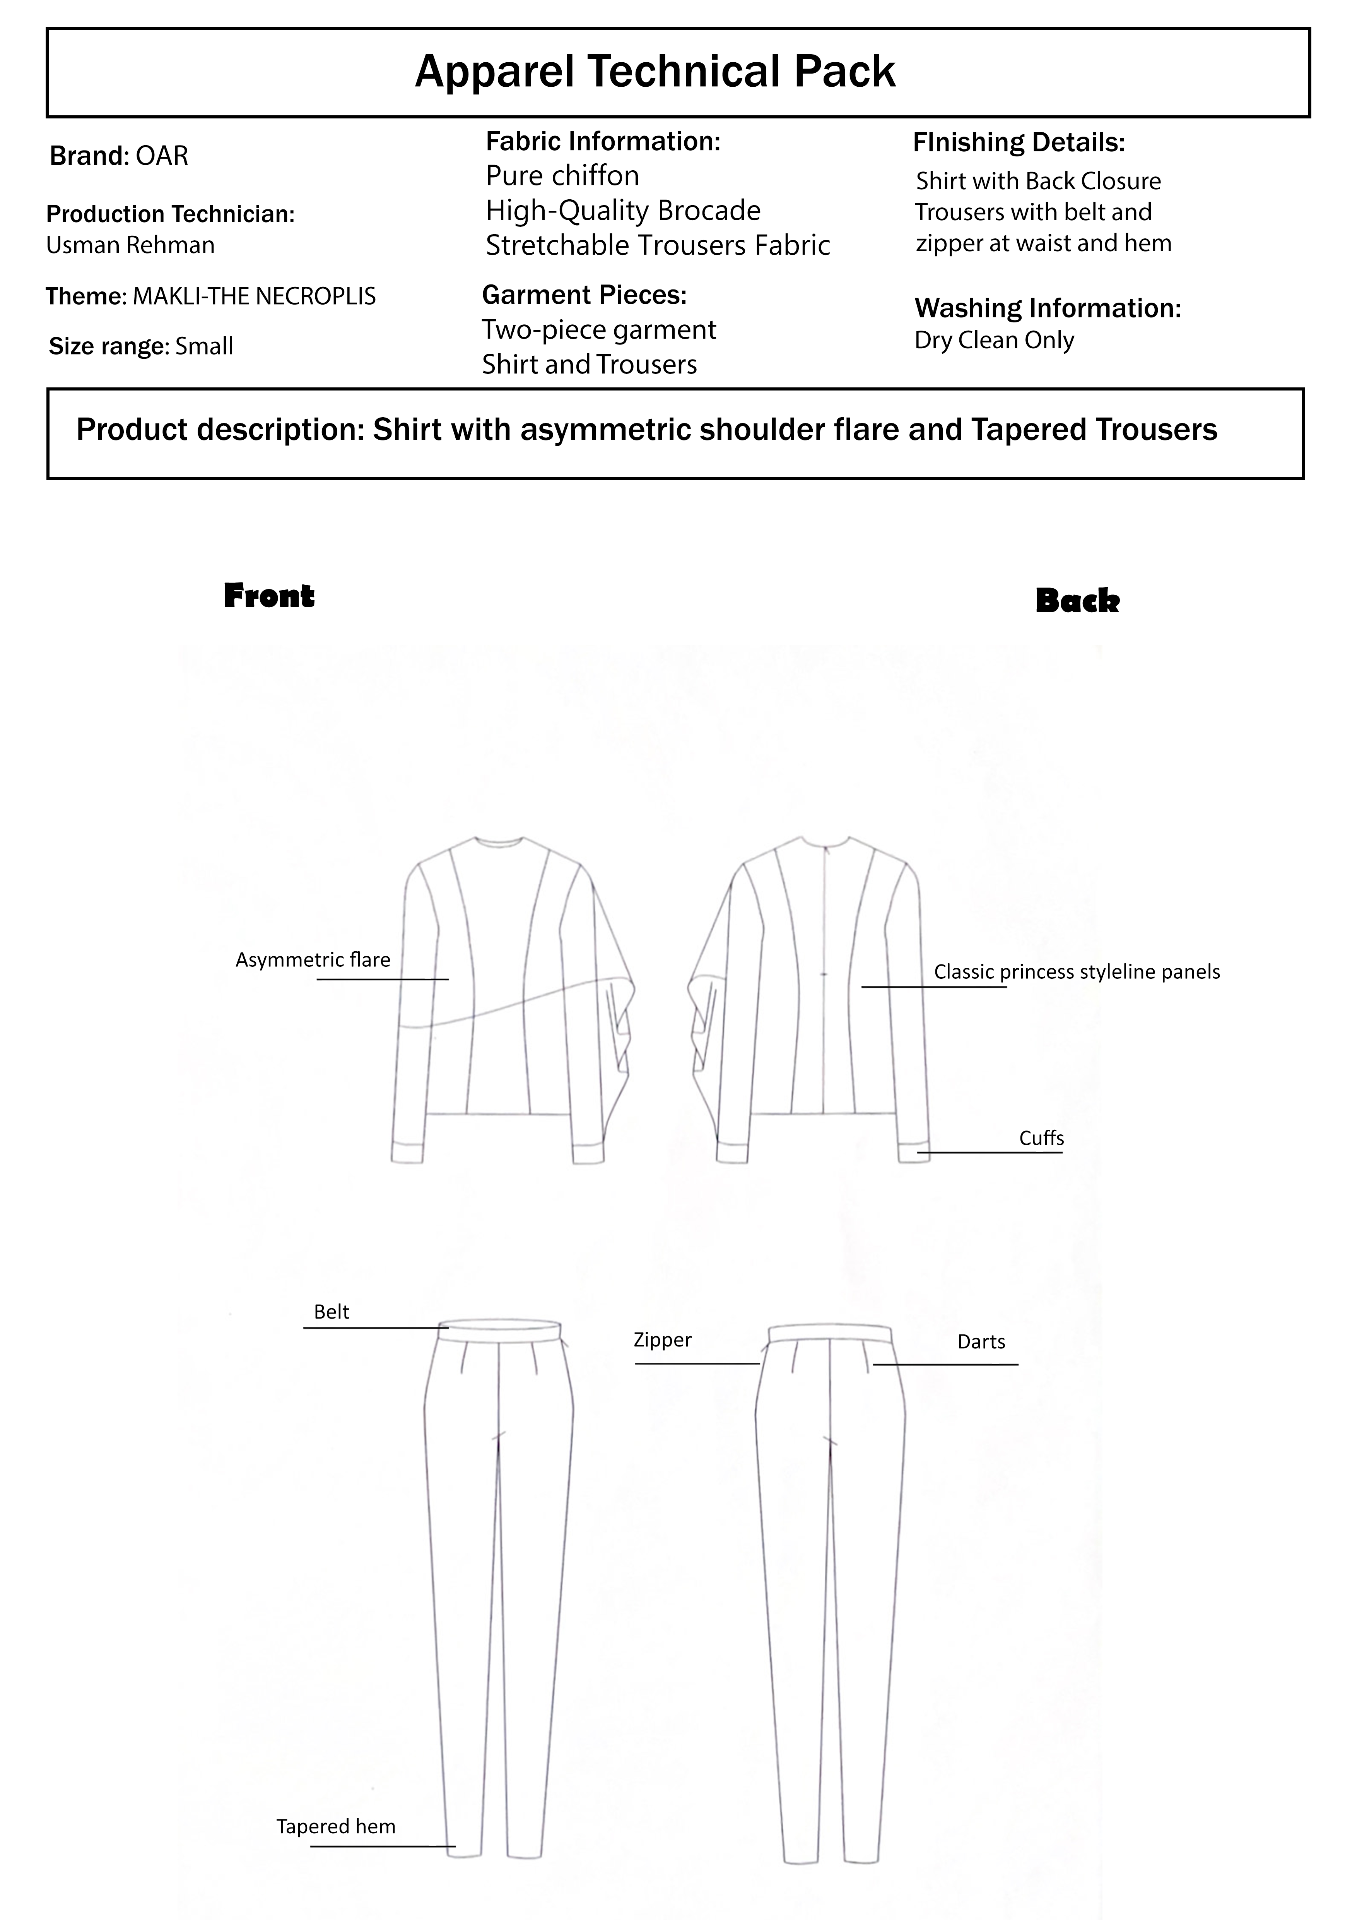 Apparel Technical Pack
Brand: OAR
Production Technician:
Usman Rehman
Theme: MAKLI-THE NECROPLIS
Size range: Small
Fabric Information:
Pure chiffon
High-Quality Brocade
Stretchable Trousers Fabric
Garment Pieces:
Two-piece garment
Shirt and Trousers
FInishing Details:
Shirt with Back Closure
Trousers with belt and
zipper at waist and hem
Washing Information:
Dry Clean Only
Product description: Shirt with asymmetric shoulder flare and Tapered Trousers
Front
Back
Asymmetric flare
Classic princess styleline panels
Cuffs
Belt
Zipper
Darts
Tapered hem